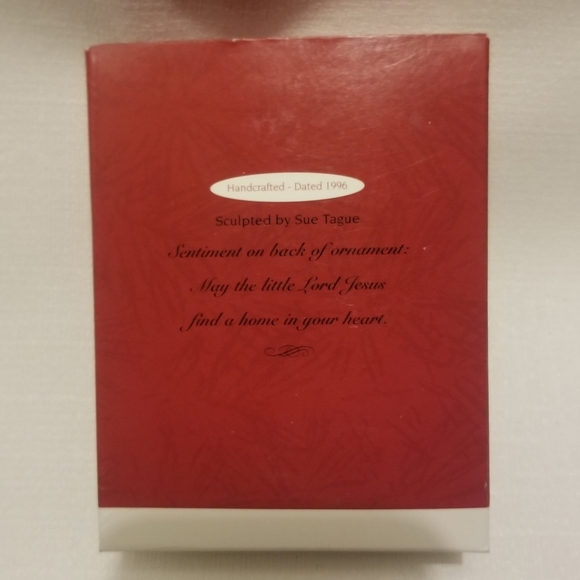 Handcrafted - Dated 1996
Sculpted by Sue Tague
Sentiment on back of ornament:
May the little Lord Jesus
find a home in your heart.